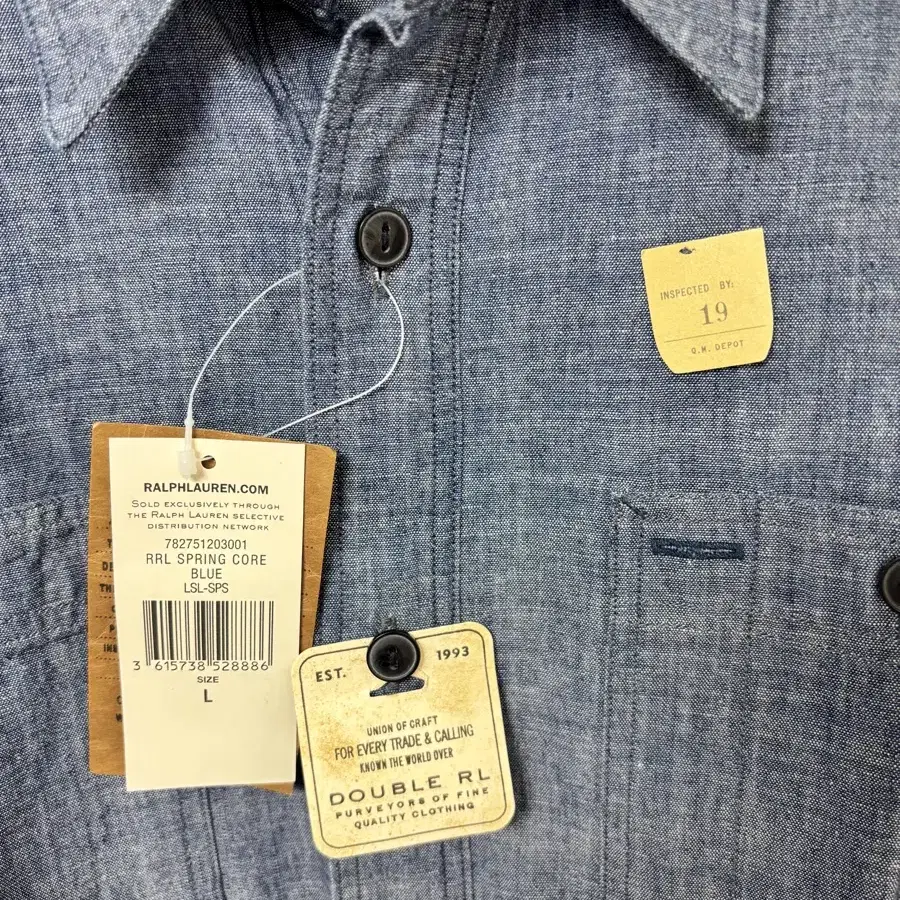 INSPECTED BY:
19
Q.M. DEPOT
RALPHLAUREN.COM
SOLD EXCLUSIVELY THROUGH
THE RALPH LAUREN SELECTIVE
DISTRIBUTION NETWORK
782751203001
RRL SPRING CORE
BLUE
LSL-SPS
3 615738 528886
SIZE
L
EST. 1993
UNION OF CRAFT
FOR EVERY TRADE & CALLING
KNOWN THE WORLD OVER
DOUBLE RL
PURVEYORS OF FINE
QUALITY CLOTHING